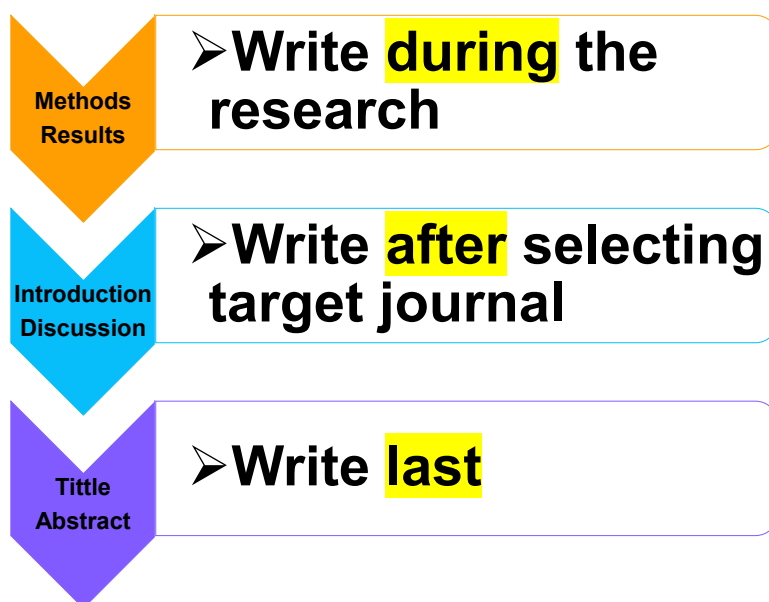 Methods
Results
➢Write during the
research
Introduction
Discussion
➢Write after selecting
target journal
Tittle
Abstract
➢Write last